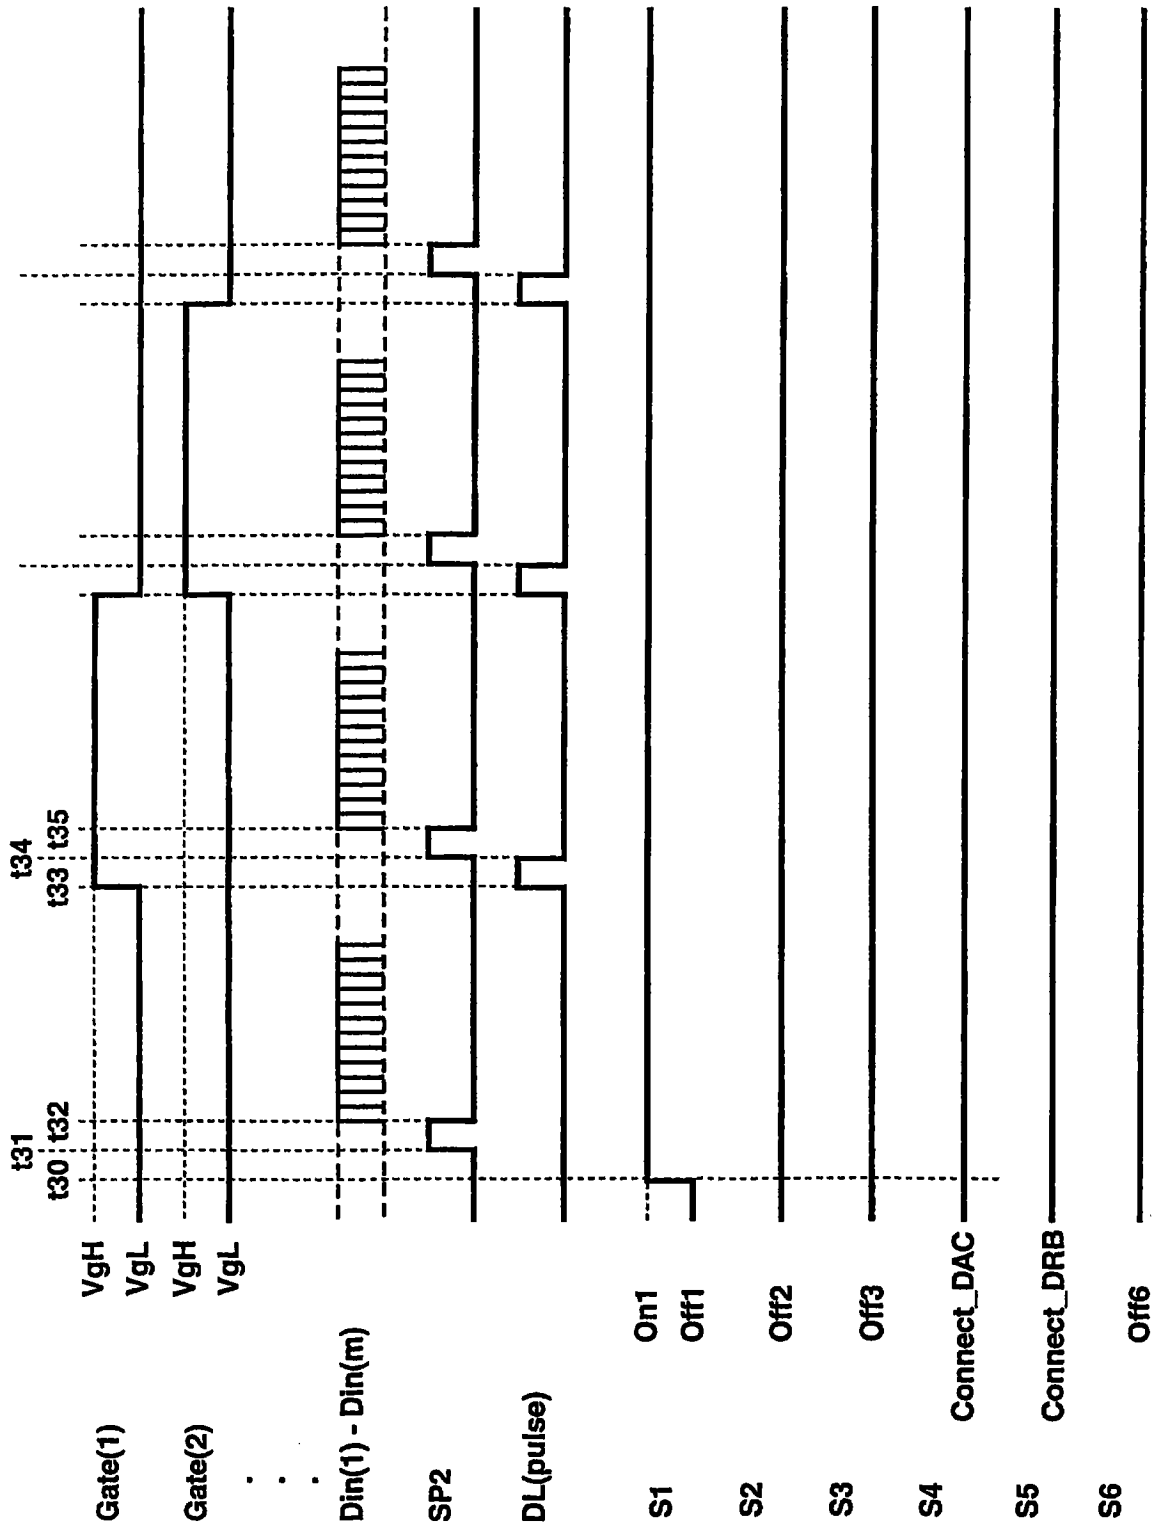 t31
t34
t30
t32
t33
t35
Gate(1)
VgH
VgL
Gate(2)
VgH
VgL
. . .
Din(1) - Din(m)
SP2
DL(pulse)
S1
On1
Off1
S2
Off2
S3
Off3
S4
Connect_DAC
S5
Connect_DRB
S6
Off6